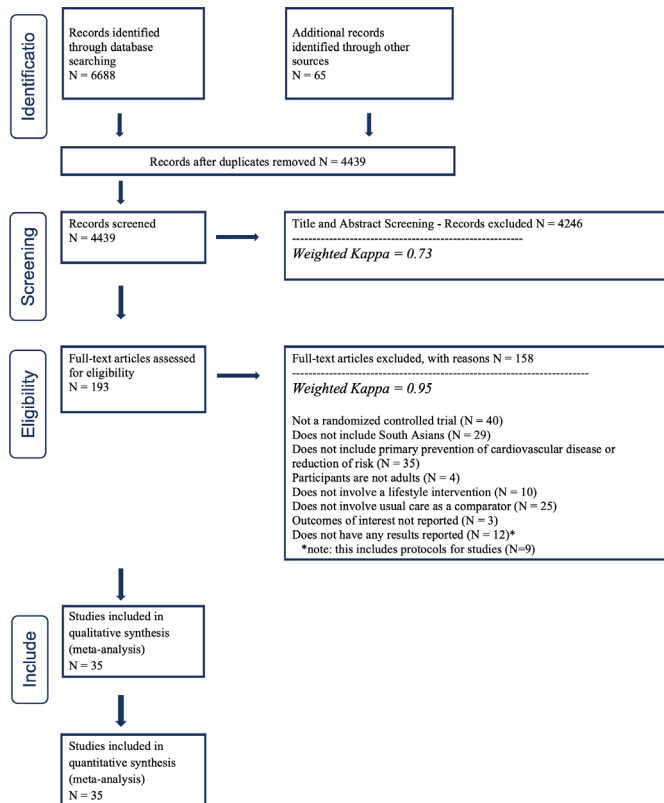 Identificatio
Records identified
through database
searching
N = 6688
Additional records
identified through other
sources
N = 65
Records after duplicates removed N = 4439
Screening
Records screened
N = 4439
Title and Abstract Screening - Records excluded N = 4246
------------------------------------------------------------
Weighted Kappa = 0.73
Eligibility
Full-text articles assessed
for eligibility
N = 193
Full-text articles excluded, with reasons N = 158
------------------------------------------------------------------------
Weighted Kappa = 0.95
Not a randomized controlled trial (N = 40)
Does not include South Asians (N = 29)
Does not include primary prevention of cardiovascular disease or
reduction of risk (N = 35)
Participants are not adults (N = 4)
Does not involve a lifestyle intervention (N = 10)
Does not involve usual care as a comparator (N = 25)
Outcomes of interest not reported (N = 3)
Does not have any results reported (N = 12)*
*note: this includes protocols for studies (N=9)
Include
Studies included in
qualitative synthesis
(meta-analysis)
N = 35
Studies included in
quantitative synthesis
(meta-analysis)
N = 35